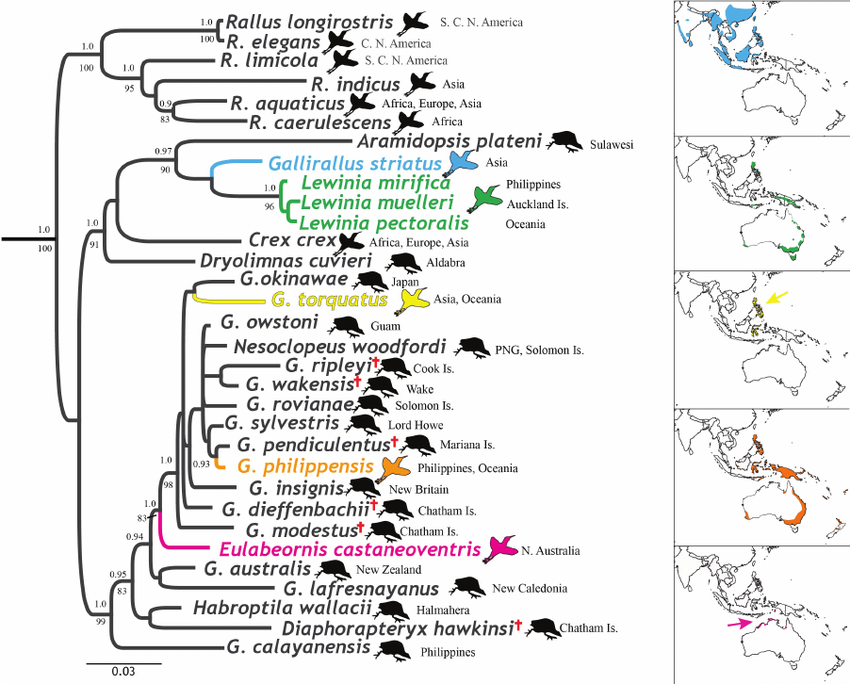 1.0
100
Rallus longirostris S. C. N. America
R. elegans C. N. America
1.0
100
R. limicola S. C. N. America
1.0
95
R. indicus Asia
0.9
83
R. aquaticus Africa, Europe, Asia
R. caerulescens Africa
Aramidopsis plateni Sulawesi
0.97
90
Gallirallus striatus Asia
1.0
96
Lewinia mirifica Philippines
Lewinia muelleri Auckland Is.
Lewinia pectoralis Oceania
1.0
100
1.0
91
Crex crex Africa, Europe, Asia
Dryolimnas cuvieri Aldabra
G.okinawae Japan
G. torquatus Asia, Oceania
G. owstoni Guam
Nesoclopeus woodfordi PNG, Solomon Is.
G. ripleyi† Cook Is.
G. wakensis† Wake
G. rovianae Solomon Is.
G. sylvestris Lord Howe
G. pendiculentus† Mariana Is.
0.93
G. philippensis Philippines, Oceania
1.0
98
G. insignis New Britain
G. dieffenbachii† Chatham Is.
1.0
83
G. modestus† Chatham Is.
Eulabeornis castaneoventris N. Australia
0.94
G. australis New Zealand
0.95
83
G. lafresnayanus New Caledonia
Habroptila wallacii Halmahera
1.0
99
Diaphorapteryx hawkinsi† Chatham Is.
G. calayanensis Philippines
0.03